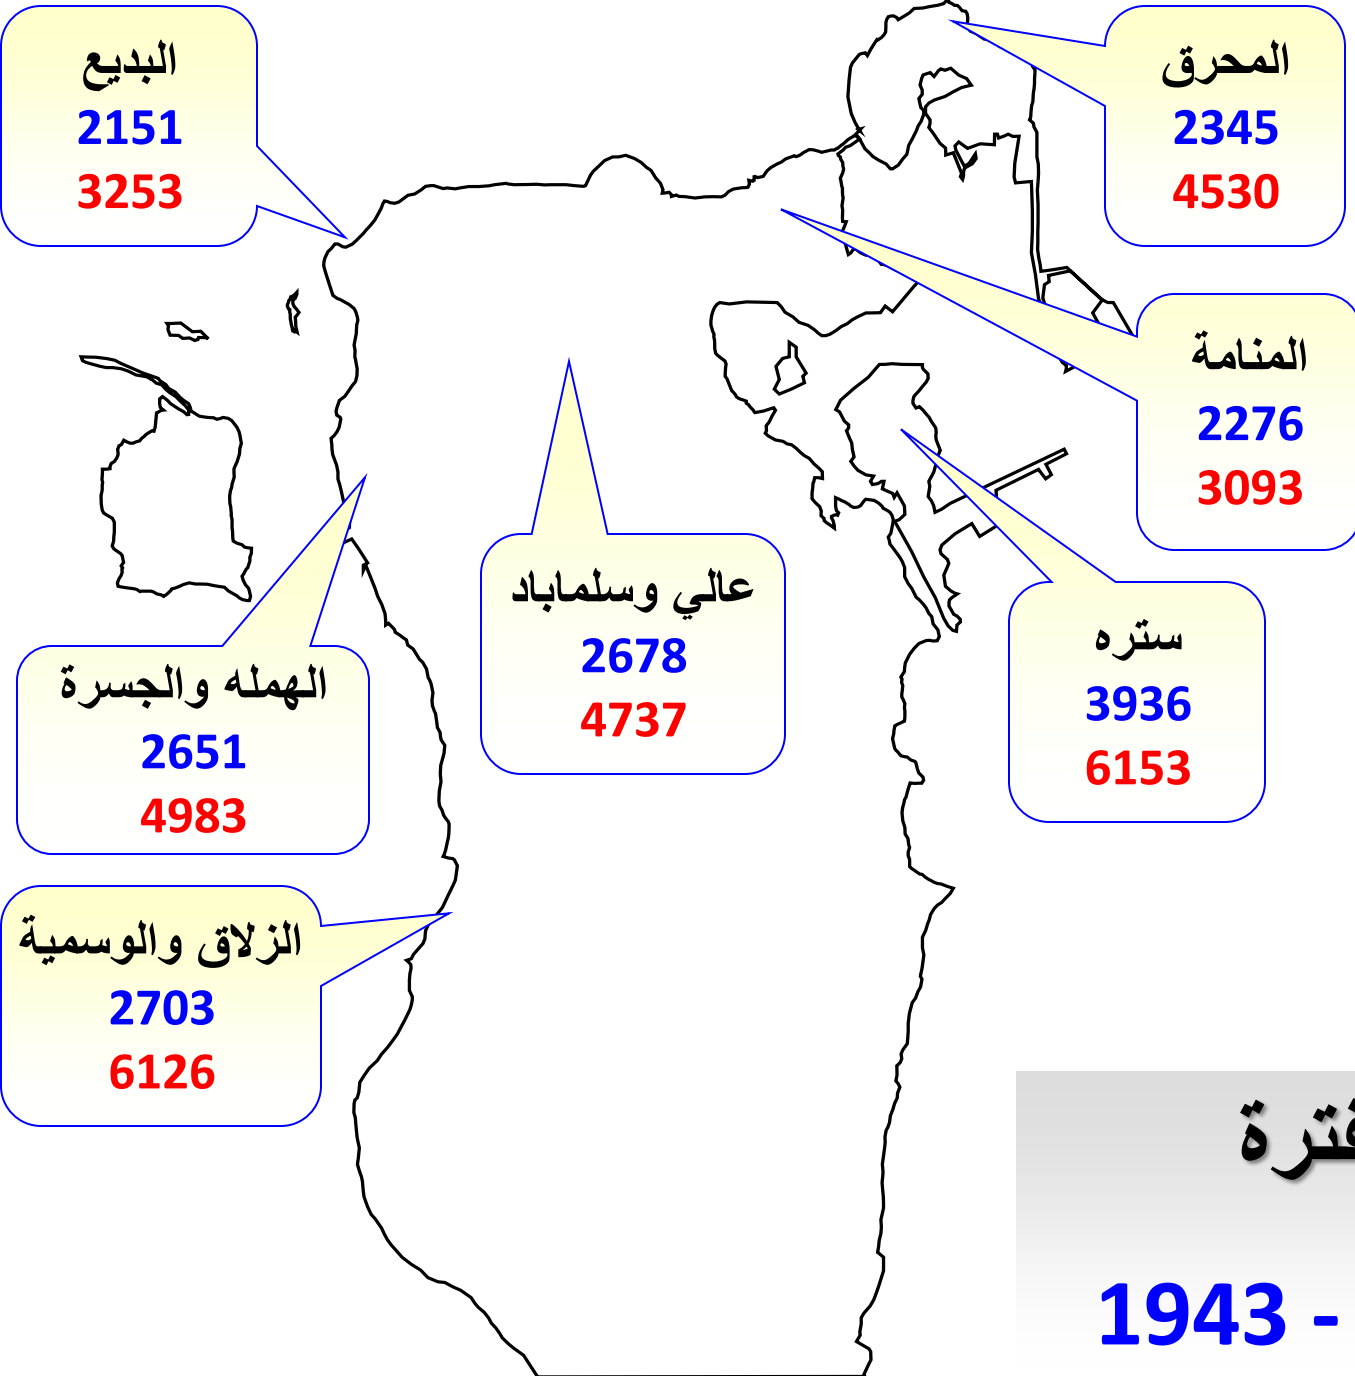 البديع
2151
3253
المحرق
2345
4530
المنامة
2276
3093
عالي وسلماباد
2678
4737
ستره
3936
6153
الهمله والجسرة
2651
4983
الزلاق والوسمية
2703
6126
1943 -